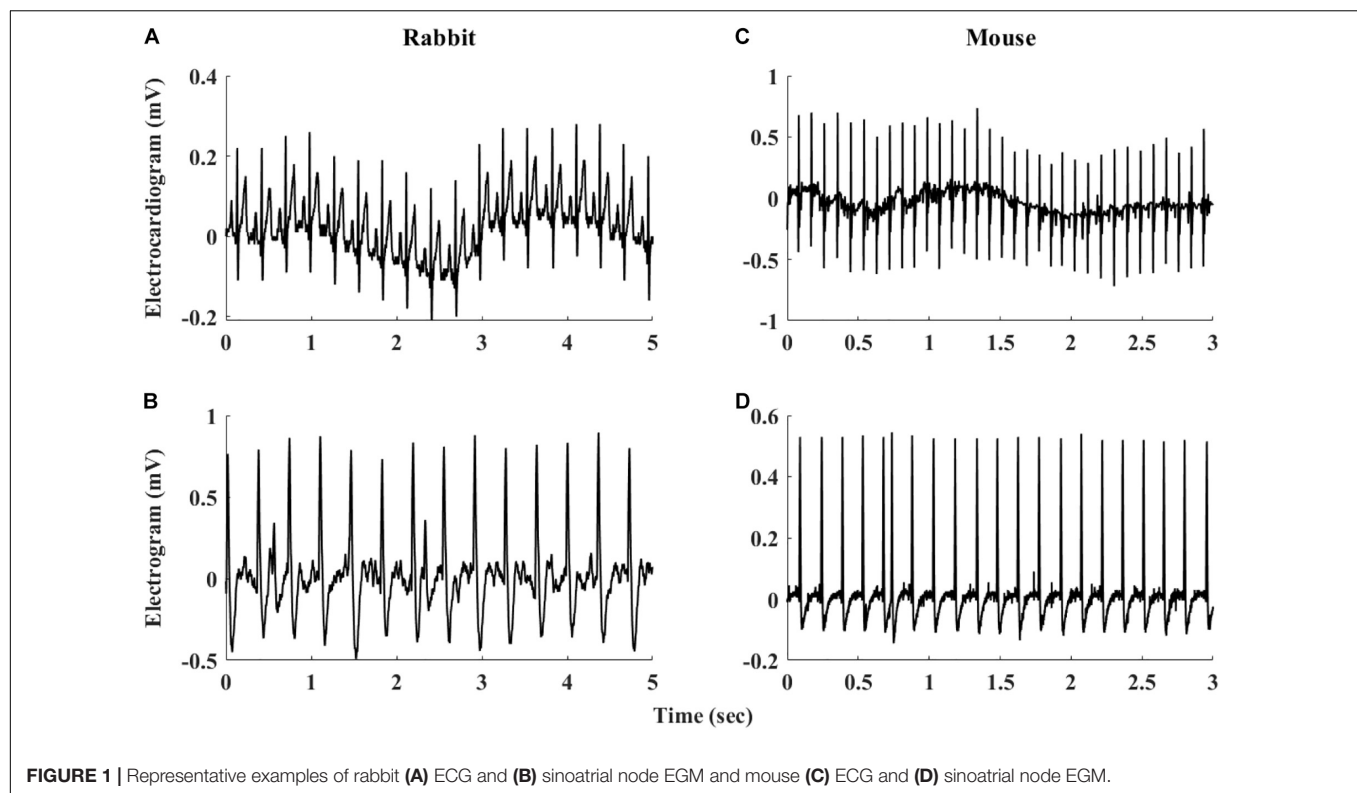 A
Rabbit
C
Mouse
Electrocardiogram (mV)
0.4
0.2
0
-0.2
0 1 2 3 4 5
1
0.5
0
-0.5
-1
0 0.5 1 1.5 2 2.5 3
B
D
Electrogram (mV)
1
0.5
0
-0.5
0 1 2 3 4 5
0.6
0.4
0.2
0
-0.2
0 0.5 1 1.5 2 2.5 3
Time (sec)
FIGURE 1 | Representative examples of rabbit (A) ECG and (B) sinoatrial node EGM and mouse (C) ECG and (D) sinoatrial node EGM.